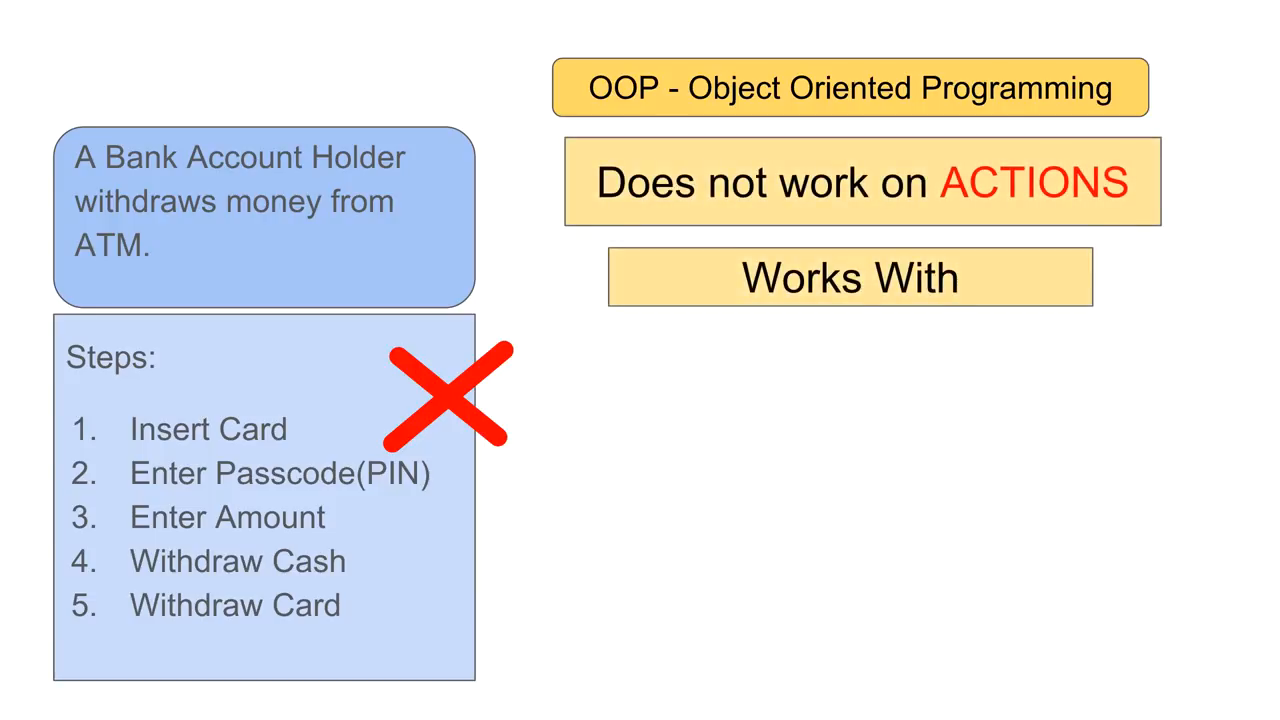 OOP - Object Oriented Programming
Does not work on ACTIONS
Works With
A Bank Account Holder
withdraws money from
ATM.
Steps:
1. Insert Card
2. Enter Passcode(PIN)
3. Enter Amount
4. Withdraw Cash
5. Withdraw Card